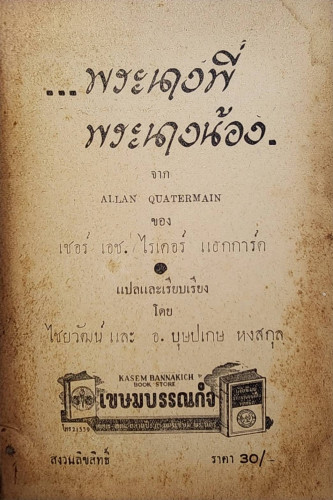 ...พระนางพี่
พระนางน้อง.
จาก
ALLAN QUATERMAIN
ของ
เซอร์ เอช. ไรเดอร์ แฮกการ์ด
แปลและเรียบเรียง
โดย
ไชยวัฒน์ และ อ. บุษปเกษ หงสกุล
KASEM BANNAKICH
BOOK STORE
เขษมบรรณกิจ
โทร 21559
สงวนลิขสิทธิ์ ราคา 30/-